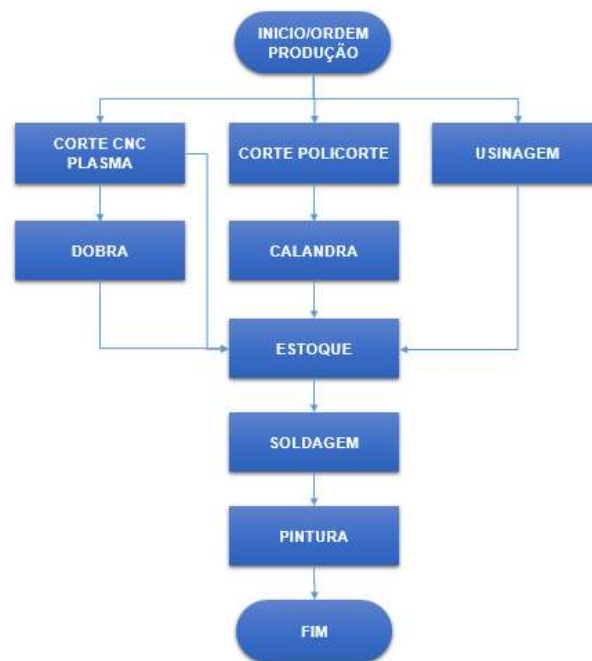 INICIO/ORDEM
PRODUÇÃO
CORTE CNC
PLASMA
CORTE POLICORTE
USINAGEM
DOBRA
CALANDRA
ESTOQUE
SOLDAGEM
PINTURA
FIM